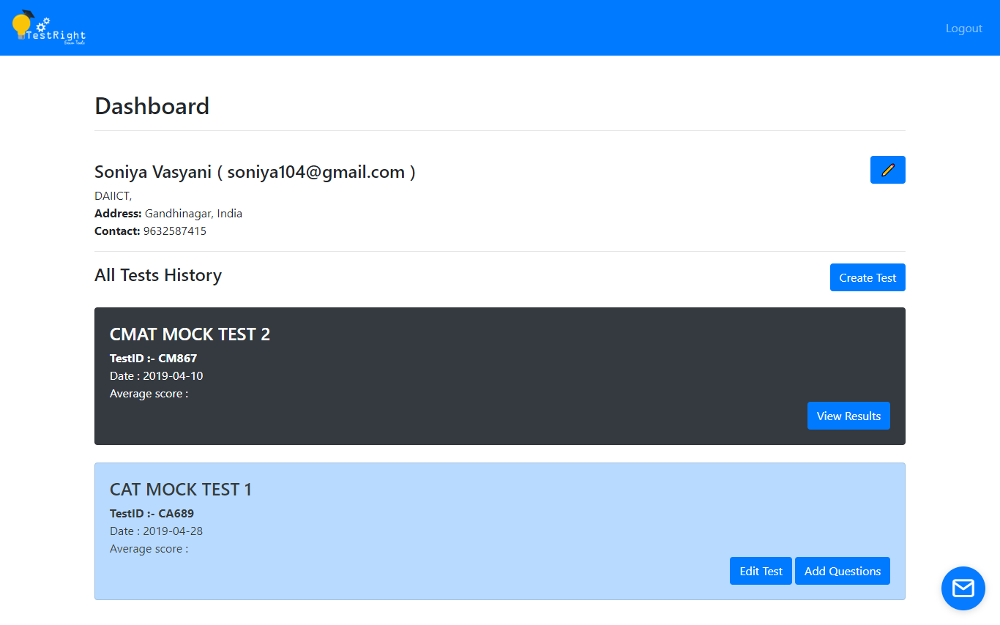 TestRight
Exam Tools
Logout
Dashboard
Soniya Vasyani ( soniya104@gmail.com )
DAIICT,
Address: Gandhinagar, India
Contact: 9632587415
All Tests History
Create Test
CMAT MOCK TEST 2
TestID :- CM867
Date : 2019-04-10
Average score :
View Results
CAT MOCK TEST 1
TestID :- CA689
Date : 2019-04-28
Average score :
Edit Test
Add Questions